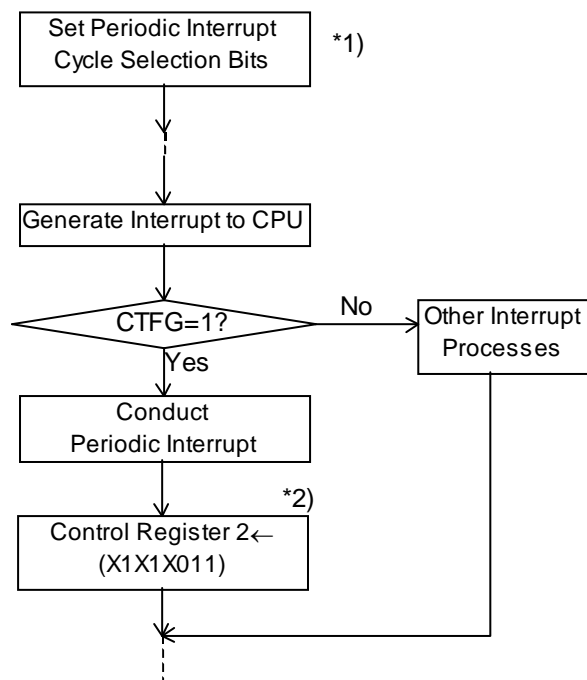 Set Periodic Interrupt
Cycle Selection Bits
*1)
Generate Interrupt to CPU
CTFG=1?
No
Other Interrupt
Processes
Yes
Conduct
Periodic Interrupt
*2)
Control Register 2←
(X1X1X011)